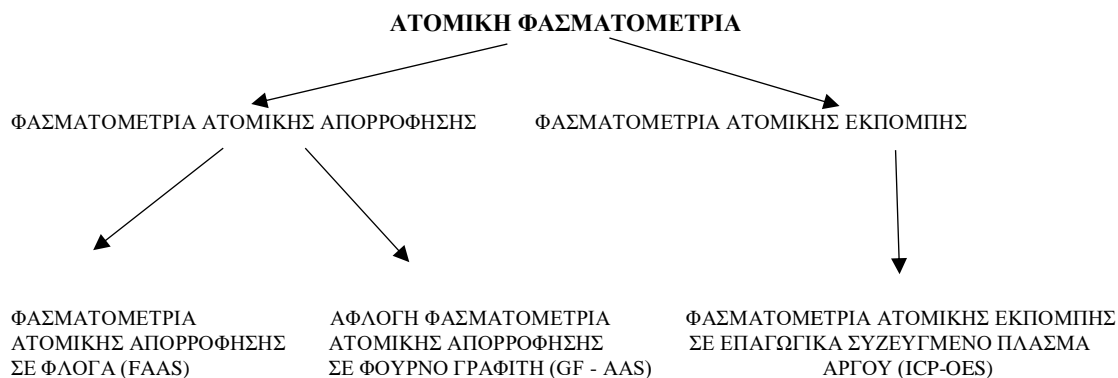 ΑΤΟΜΙΚΗ ΦΑΣΜΑΤΟΜΕΤΡΙΑ
ΦΑΣΜΑΤΟΜΕΤΡΙΑ ΑΤΟΜΙΚΗΣ ΑΠΟΡΡΟΦΗΣΗΣ
ΦΑΣΜΑΤΟΜΕΤΡΙΑ ΑΤΟΜΙΚΗΣ ΕΚΠΟΜΠΗΣ
ΦΑΣΜΑΤΟΜΕΤΡΙΑ
ΑΤΟΜΙΚΗΣ ΑΠΟΡΡΟΦΗΣΗΣ
ΣΕ ΦΛΟΓΑ (FAAS)
ΑΦΛΟΓΗ ΦΑΣΜΑΤΟΜΕΤΡΙΑ
ΑΤΟΜΙΚΗΣ ΑΠΟΡΡΟΦΗΣΗΣ
ΣΕ ΦΟΥΡΝΟ ΓΡΑΦΙΤΗ (GF - AAS)
ΦΑΣΜΑΤΟΜΕΤΡΙΑ ΑΤΟΜΙΚΗΣ ΕΚΠΟΜΠΗΣ
ΣΕ ΕΠΑΓΩΓΙΚΑ ΣΥΖΕΥΓΜΕΝΟ ΠΛΑΣΜΑ
ΑΡΓΟΥ (ICP-OES)